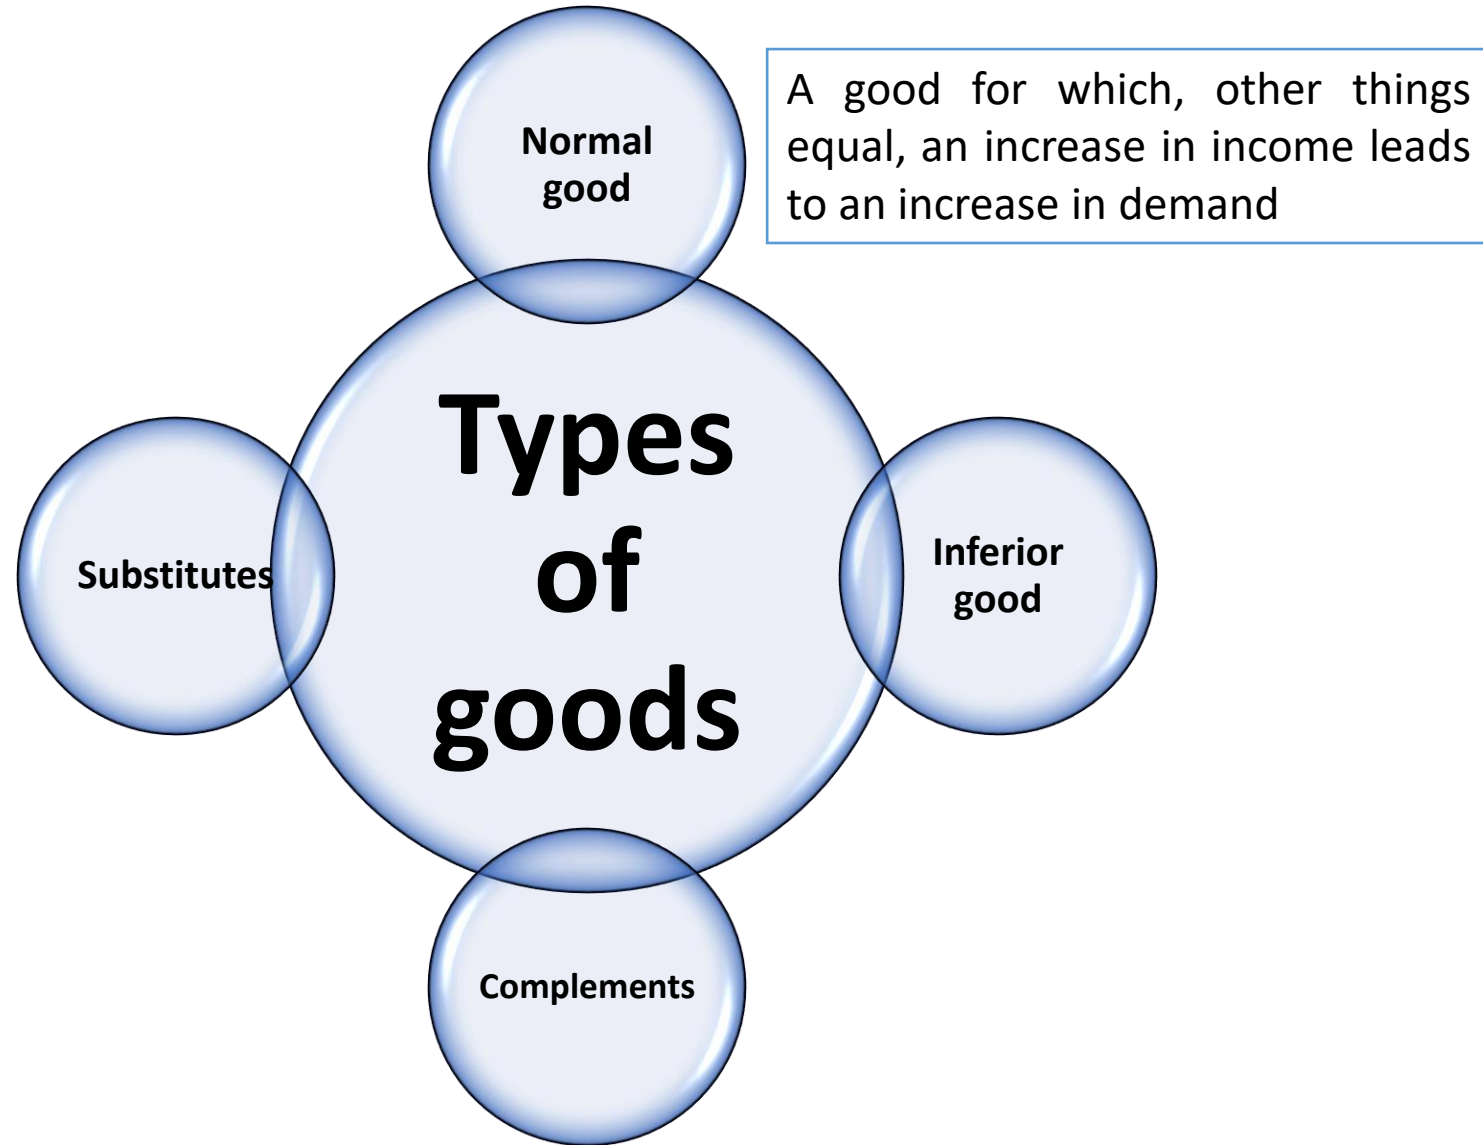 Normal
good
A good for which, other things
equal, an increase in income leads
to an increase in demand
Types
of
goods
Substitutes
Inferior
good
Complements